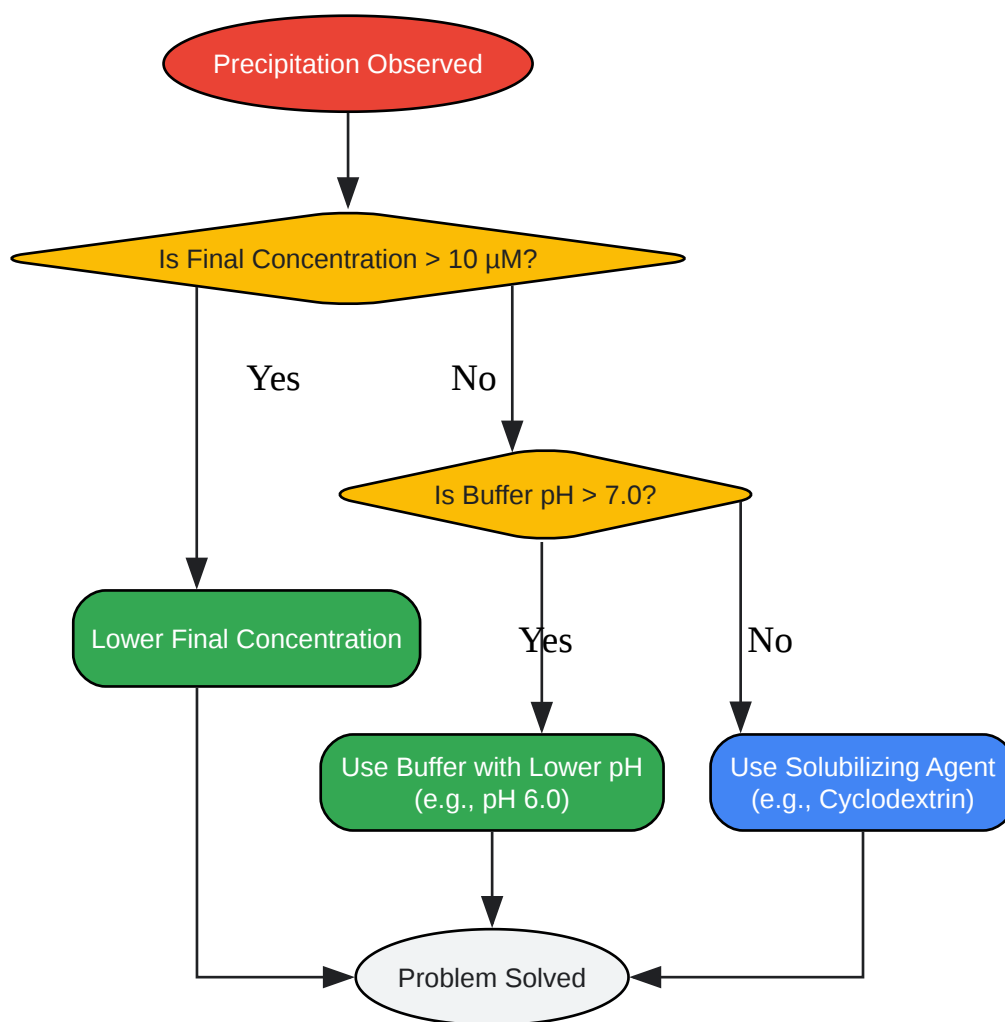 Precipitation Observed
Is Final Concentration > 10 µM?
Yes
No
Is Buffer pH > 7.0?
Lower Final Concentration
Yes
No
Use Buffer with Lower pH
(e.g., pH 6.0)
Use Solubilizing Agent
(e.g., Cyclodextrin)
Problem Solved